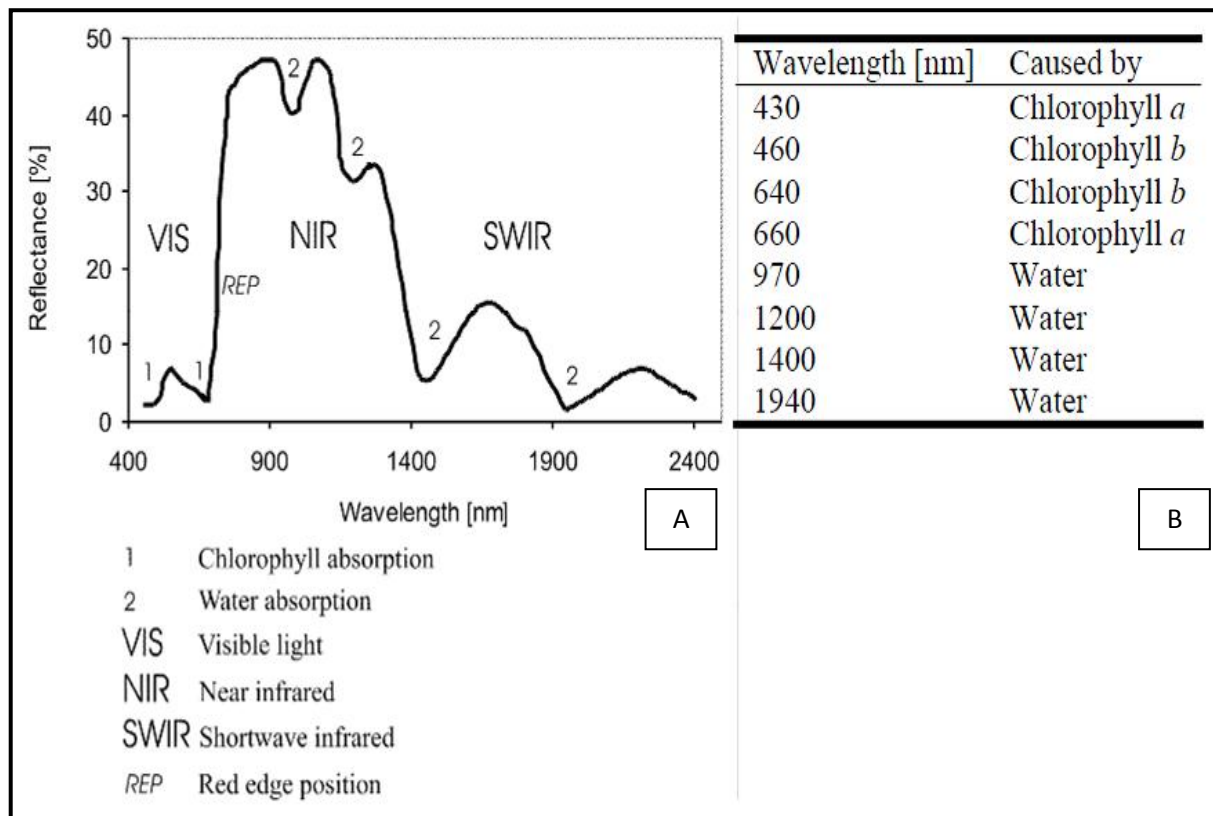 50
40
30
20
10
0
Reflectance [%]
400 900 1400 1900 2400
Wavelength [nm]
VIS
NIR
SWIR
REP
1
1
2
2
2
2
1 Chlorophyll absorption
2 Water absorption
VIS Visible light
NIR Near infrared
SWIR Shortwave infrared
REP Red edge position
A
Wavelength [nm] Caused by
430 Chlorophyll a
460 Chlorophyll b
640 Chlorophyll b
660 Chlorophyll a
970 Water
1200 Water
1400 Water
1940 Water
B